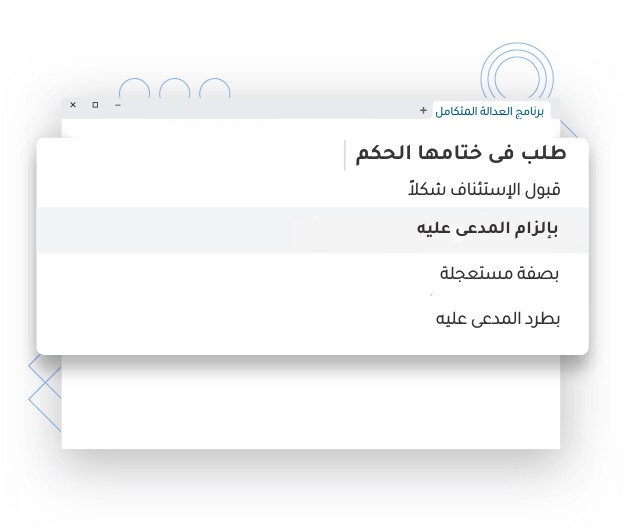 برنامج العدالة المتكامل
طلب فى ختامها الحكم
قبول الإستئناف شكلاً
بإلزام المدعى عليه
بصفة مستعجلة
بطرد المدعى عليه